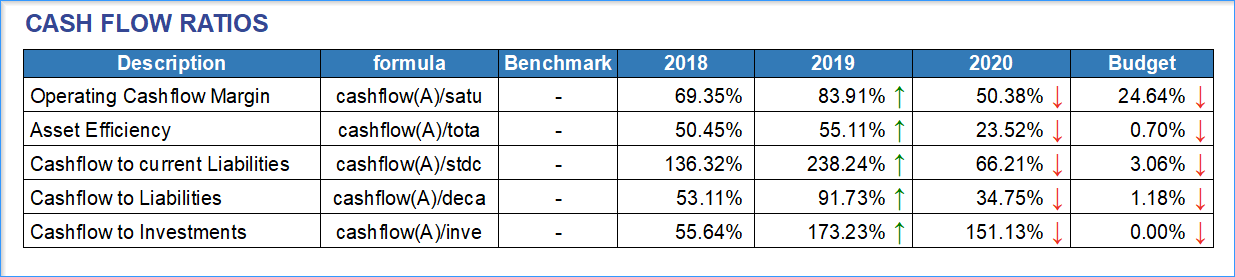 CASH FLOW RATIOS
Description formula Benchmark 2018 2019 2020 Budget
Operating Cashflow Margin cashflow(A)/satu - 69.35% 83.91% ↑ 50.38% ↓ 24.64% ↓
Asset Efficiency cashflow(A)/tota - 50.45% 55.11% ↑ 23.52% ↓ 0.70% ↓
Cashflow to current Liabilities cashflow(A)/stdc - 136.32% 238.24% ↑ 66.21% ↓ 3.06% ↓
Cashflow to Liabilities cashflow(A)/deca - 53.11% 91.73% ↑ 34.75% ↓ 1.18% ↓
Cashflow to Investments cashflow(A)/inve - 55.64% 173.23% ↑ 151.13% ↓ 0.00% ↓